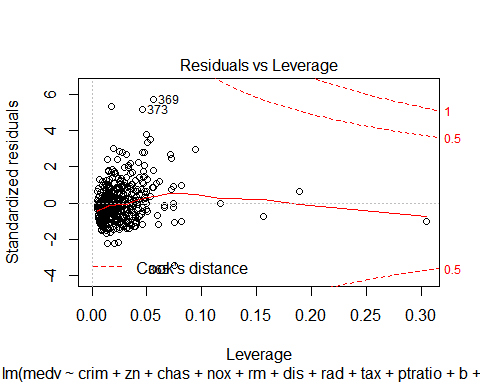 Residuals vs Leverage
Standardized residuals
6
4
2
0
-2
-4
369
373
365
1
0.5
0.5
Cook's distance
0.00 0.05 0.10 0.15 0.20 0.25 0.30
Leverage
lm(medv ~ crim + zn + chas + nox + rm + dis + rad + tax + ptratio + b +